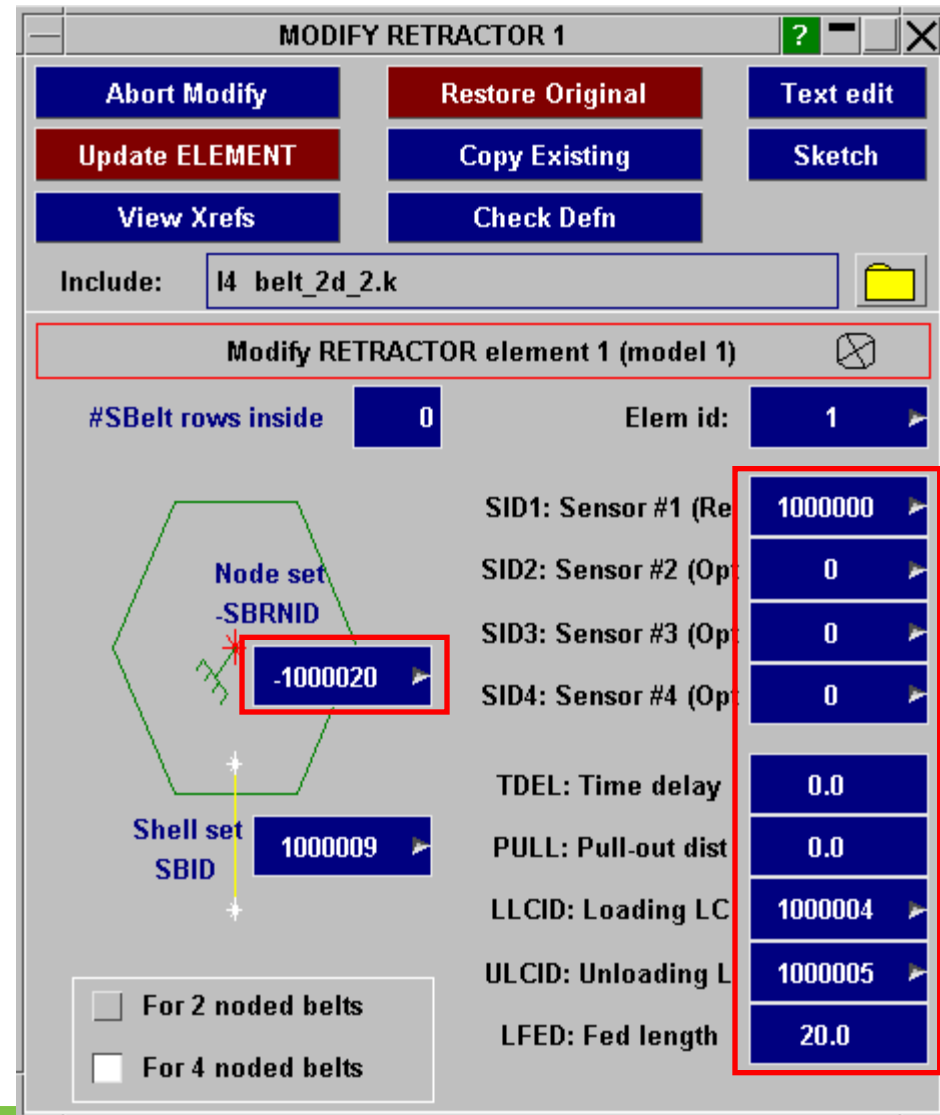 MODIFY RETRACTOR 1 ?
Abort Modify Restore Original Text edit
Update ELEMENT Copy Existing Sketch
View Xrefs Check Defn
Include: I4 belt_2d_2.k
Modify RETRACTOR element 1 (model 1)
#SBelt rows inside 0 Elem id: 1
SID1: Sensor #1 (Re 1000000
Node set
-SBRNID
-1000020
SID2: Sensor #2 (Opt 0
SID3: Sensor #3 (Opt 0
SID4: Sensor #4 (Opt 0
TDEL: Time delay 0.0
Shell set
SBID
1000009
PULL: Pull-out dist 0.0
LLCID: Loading LC 1000004
ULCID: Unloading L 1000005
LFED: Fed length 20.0
For 2 noded belts
For 4 noded belts